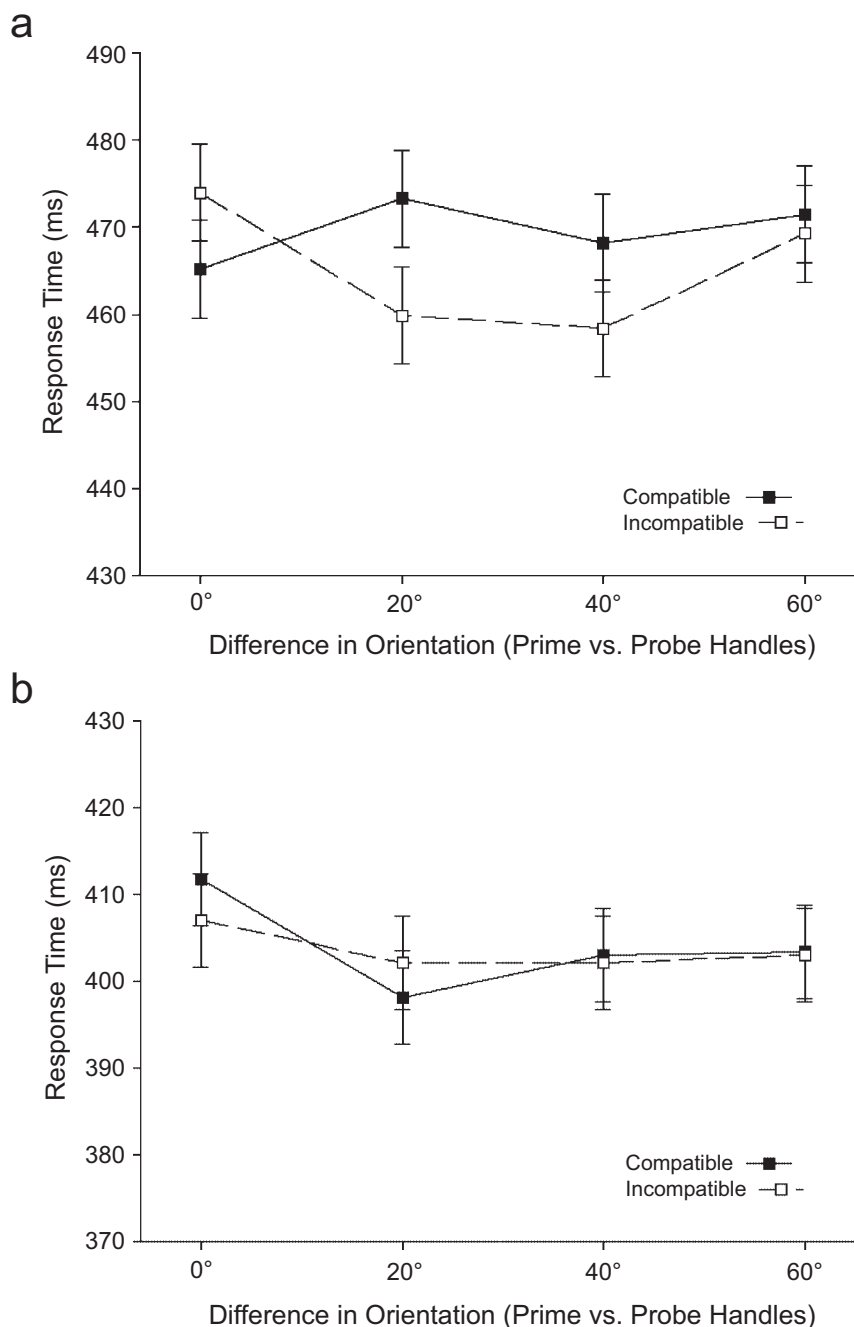 a
490
480
470
460
450
440
430
Response Time (ms)
Compatible
Incompatible
0° 20° 40° 60°
Difference in Orientation (Prime vs. Probe Handles)
b
430
420
410
400
390
380
370
Response Time (ms)
Compatible
Incompatible
0° 20° 40° 60°
Difference in Orientation (Prime vs. Probe Handles)